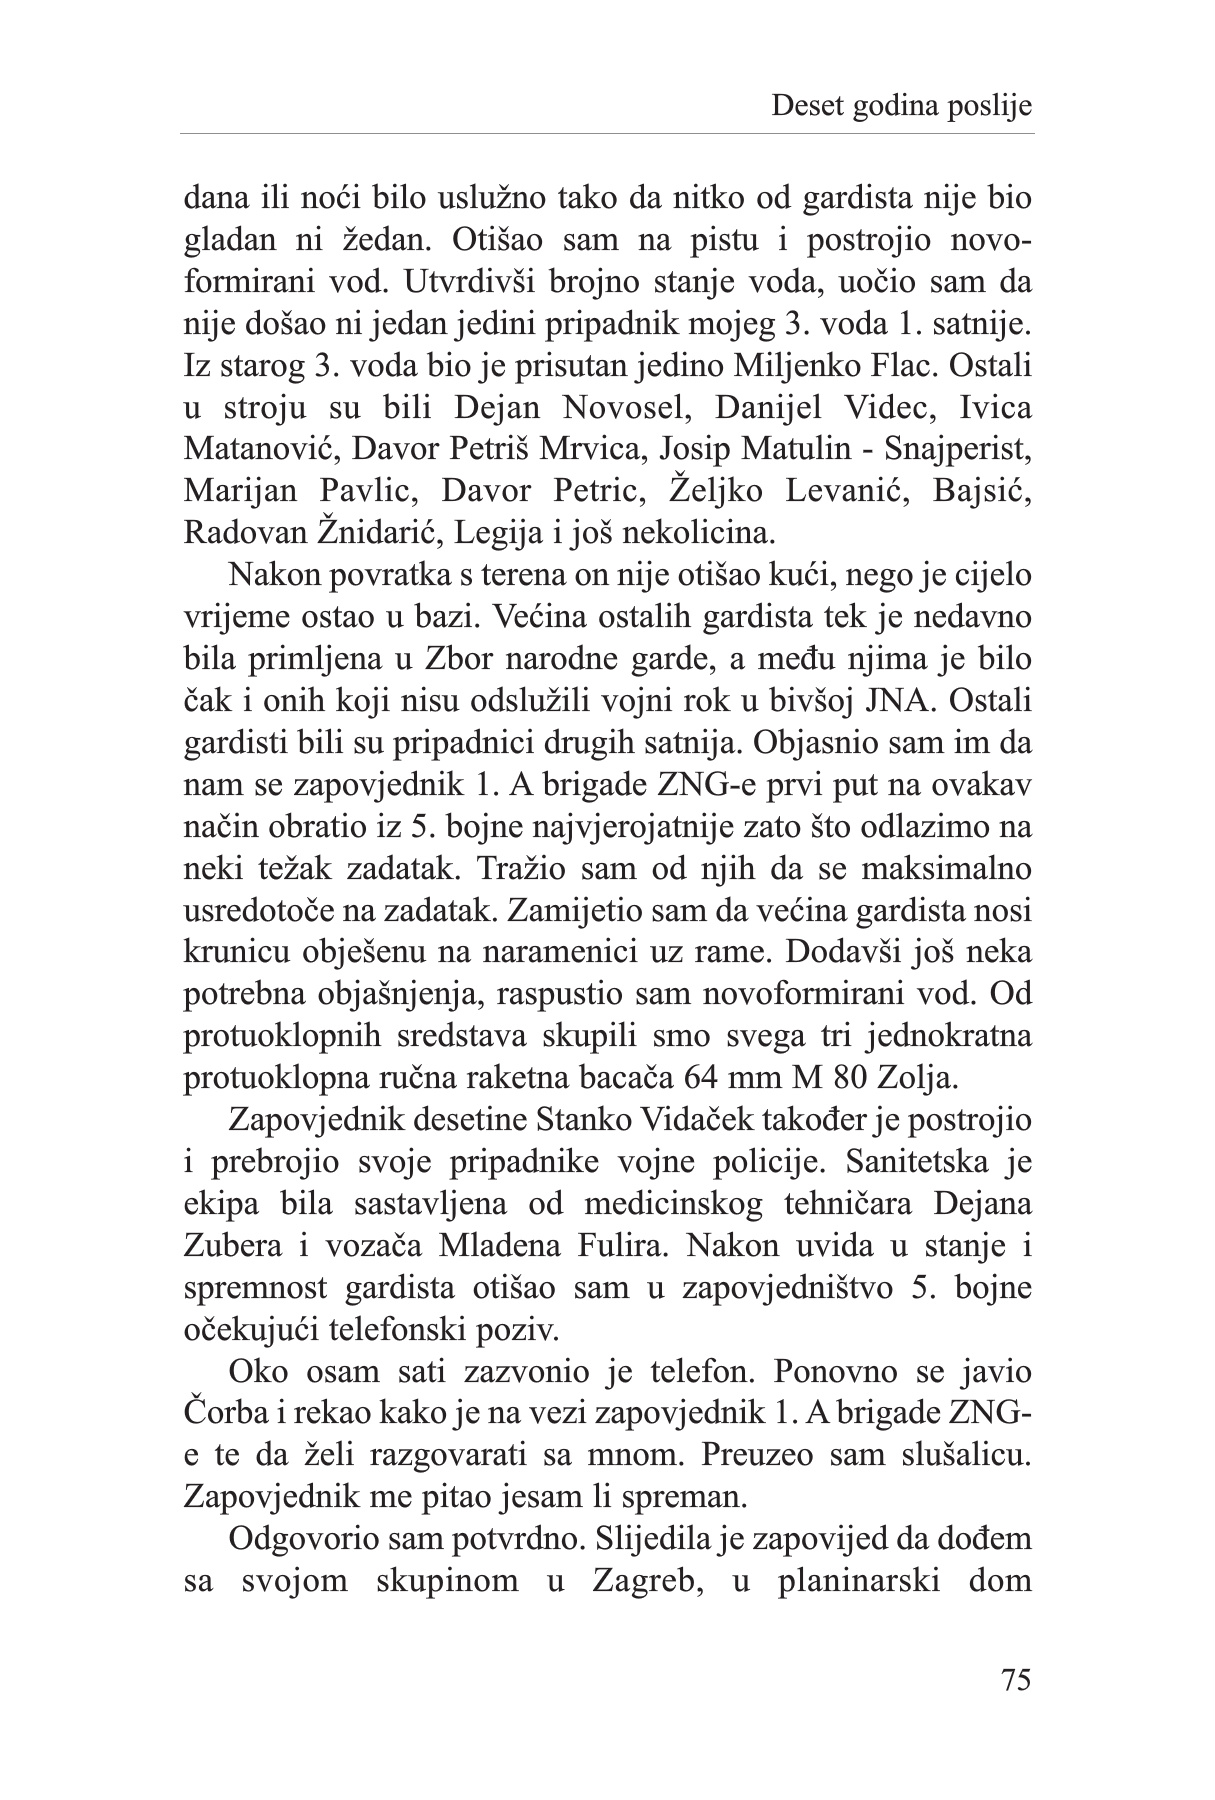 Deset godina poslije
dana ili noći bilo uslužno tako da nitko od gardista nije bio
gladan ni žedan. Otišao sam na pistu i postrojio novo-
formirani vod. Utvrdivši brojno stanje voda, uočio sam da
nije došao ni jedan jedini pripadnik mojeg 3. voda 1. satnije.
Iz starog 3. voda bio je prisutan jedino Miljenko Flac. Ostali
u stroju su bili Dejan Novosel, Danijel Videc, Ivica
Matanović, Davor Petriš Mrvica, Josip Matulin - Snajperist,
Marijan Pavlic, Davor Petric, Željko Levanić, Bajsić,
Radovan Žnidarić, Legija i još nekolicina.
Nakon povratka s terena on nije otišao kući, nego je cijelo
vrijeme ostao u bazi. Većina ostalih gardista tek je nedavno
bila primljena u Zbor narodne garde, a među njima je bilo
čak i onih koji nisu odslužili vojni rok u bivšoj JNA. Ostali
gardisti bili su pripadnici drugih satnija. Objasnio sam im da
nam se zapovjednik 1. A brigade ZNG-e prvi put na ovakav
način obratio iz 5. bojne najvjerojatnije zato što odlazimo na
neki težak zadatak. Tražio sam od njih da se maksimalno
usredotoče na zadatak. Zamijetio sam da većina gardista nosi
krunicu obješenu na naramenici uz rame. Dodavši još neka
potrebna objašnjenja, raspustio sam novoformirani vod. Od
protuoklopnih sredstava skupili smo svega tri jednokratna
protuoklopna ručna raketna bacača 64 mm M 80 Zolja.
Zapovjednik desetine Stanko Vidaček također je postrojio
i prebrojio svoje pripadnike vojne policije. Sanitetska je
ekipa bila sastavljena od medicinskog tehničara Dejana
Zubera i vozača Mladena Fulira. Nakon uvida u stanje i
spremnost gardista otišao sam u zapovjedništvo 5. bojne
očekujući telefonski poziv.
Oko osam sati zazvonio je telefon. Ponovno se javio
Čorba i rekao kako je na vezi zapovjednik 1. A brigade ZNG-
e te da želi razgovarati sa mnom. Preuzeo sam slušalicu.
Zapovjednik me pitao jesam li spreman.
Odgovorio sam potvrdno. Slijedila je zapovijed da dođem
sa svojom skupinom u Zagreb, u planinarski dom
75